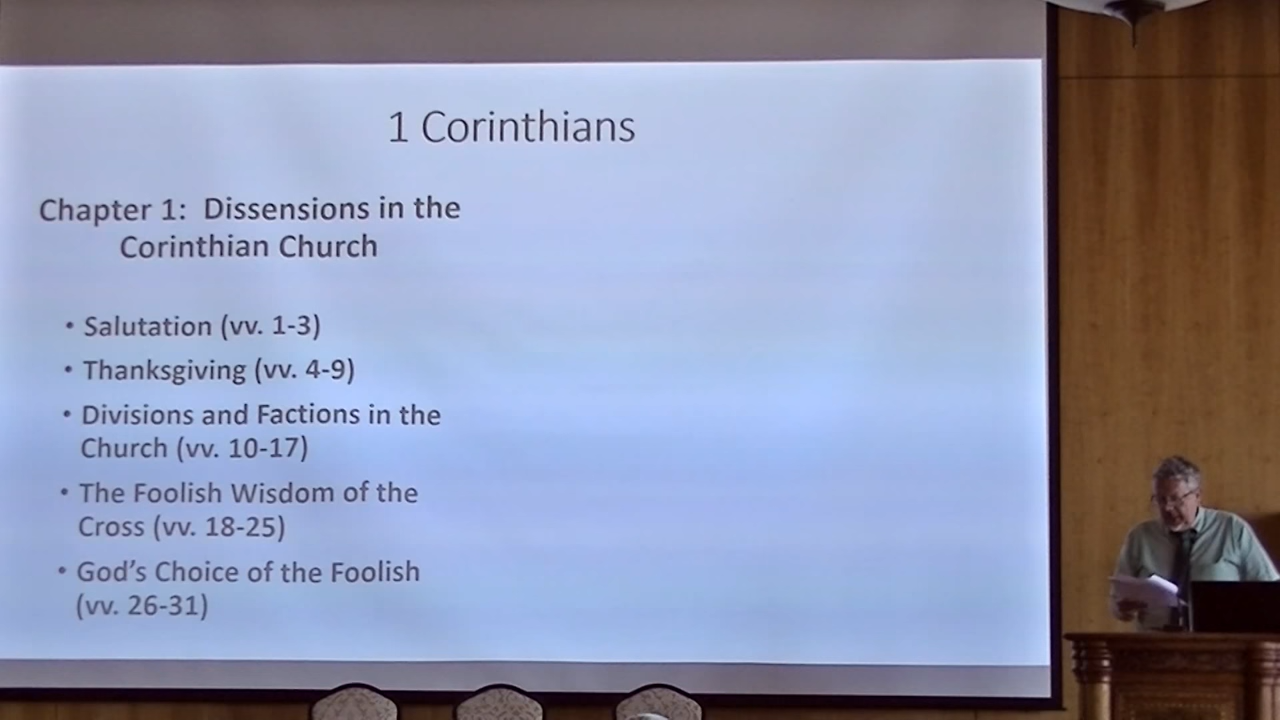 1 Corinthians
Chapter 1: Dissensions in the
Corinthian Church
• Salutation (vv. 1-3)
• Thanksgiving (vv. 4-9)
• Divisions and Factions in the
Church (vv. 10-17)
• The Foolish Wisdom of the
Cross (vv. 18-25)
• God’s Choice of the Foolish
(vv. 26-31)